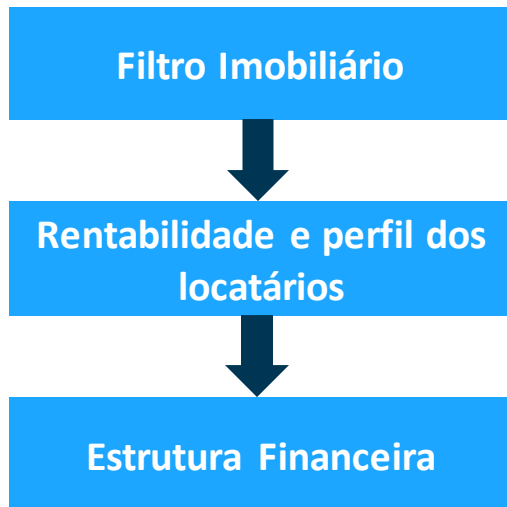 Filtro Imobiliário
Rentabilidade e perfil dos
locatários
Estrutura Financeira